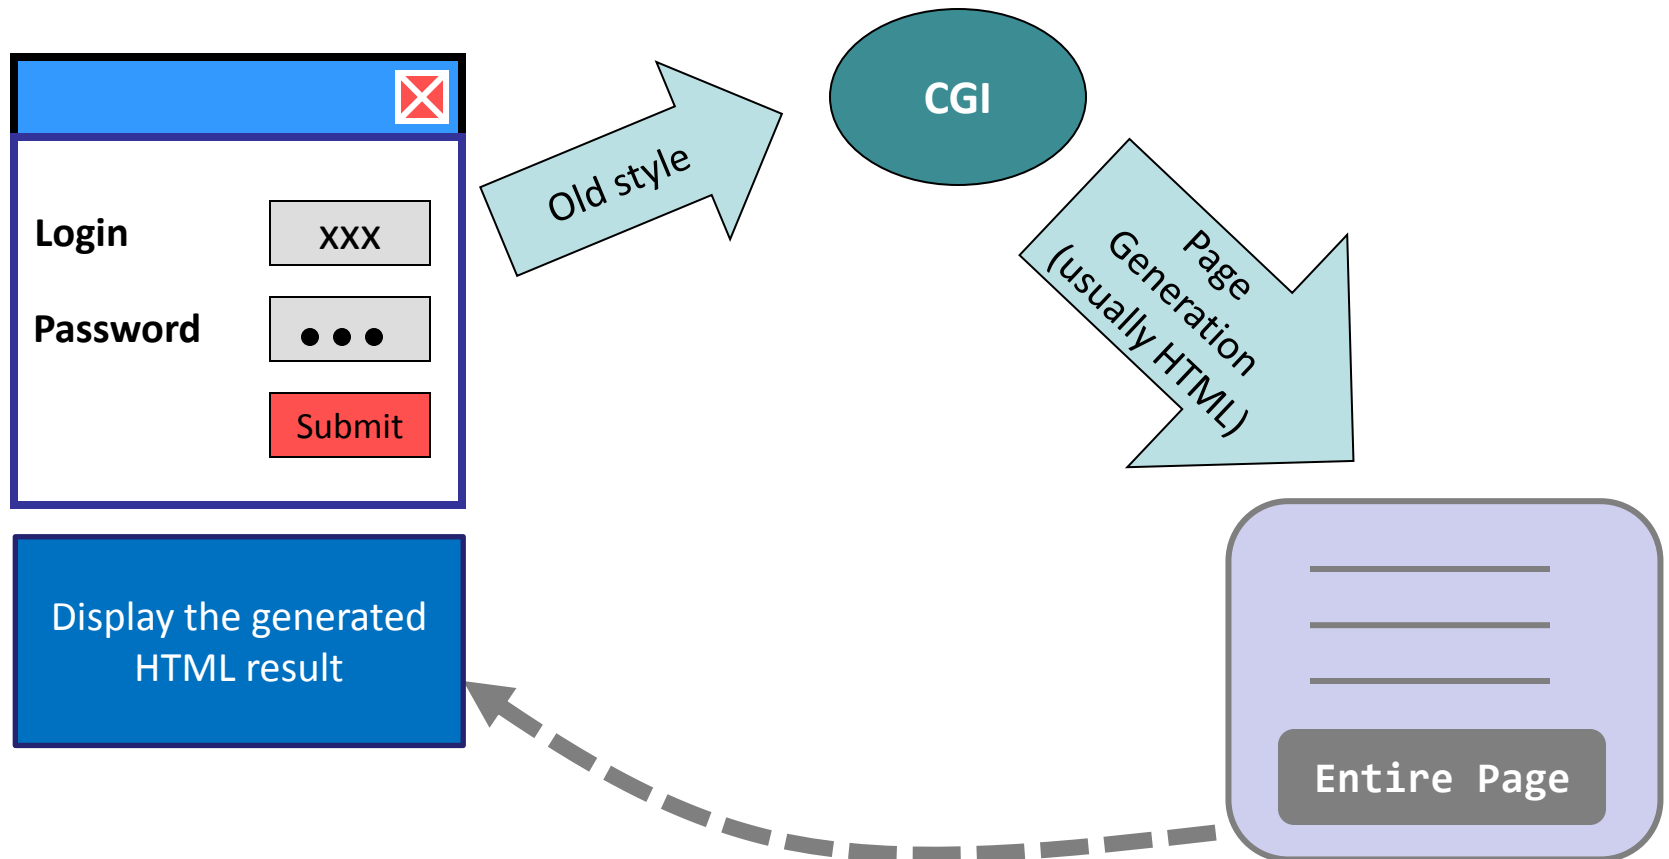 Login
xxx
Password
●●●
Submit
Old style
CGI
Page
Generation
(usually HTML)
Display the generated
HTML result
Entire Page